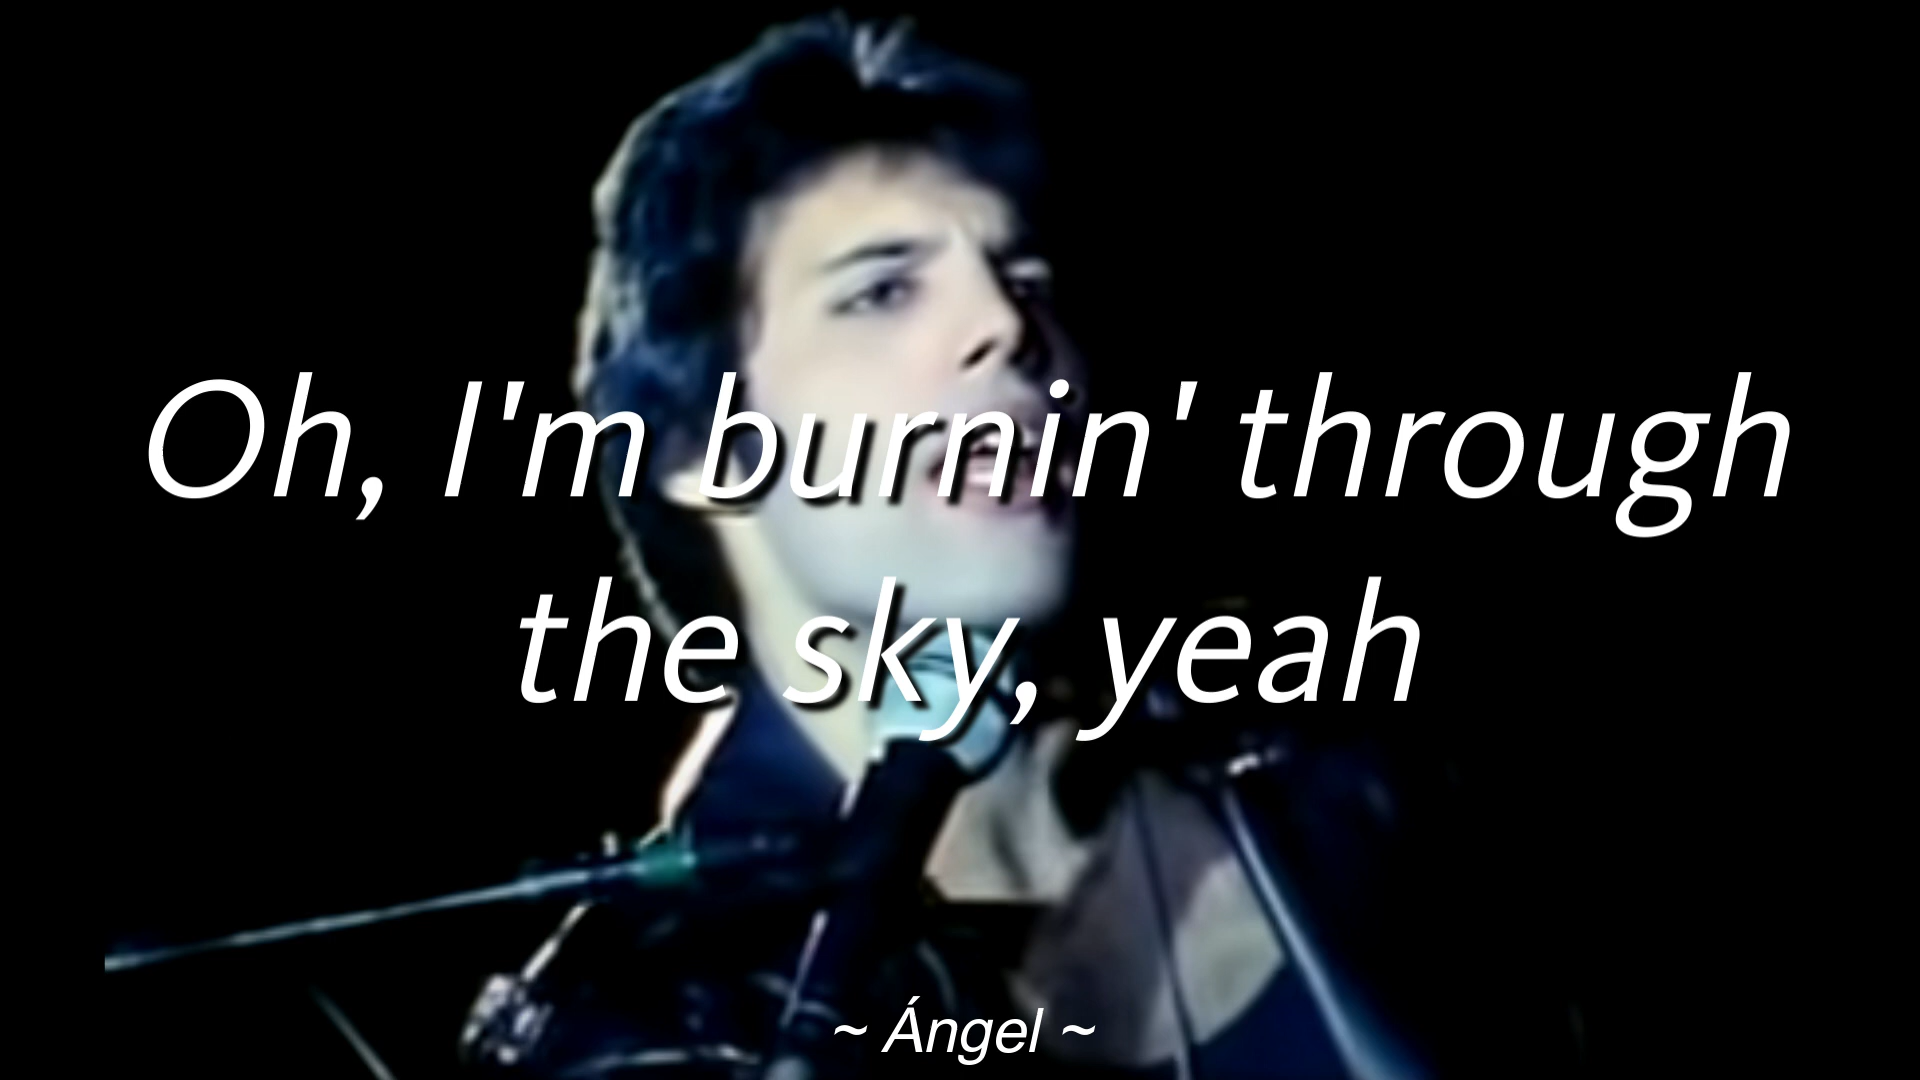 Oh, I'm burnin' through
the sky, yeah
~ Ángel ~